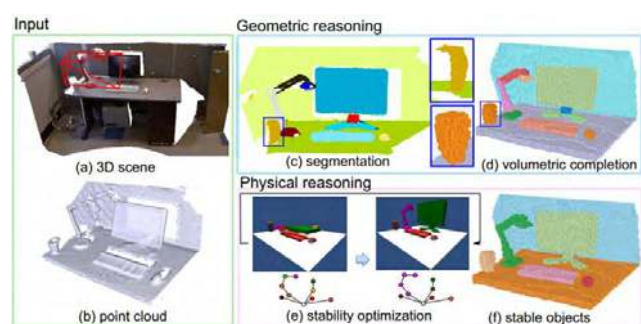 Input
(a) 3D scene
(b) point cloud
Geometric reasoning
(c) segmentation
(d) volumetric completion
Physical reasoning
(e) stability optimization
(f) stable objects